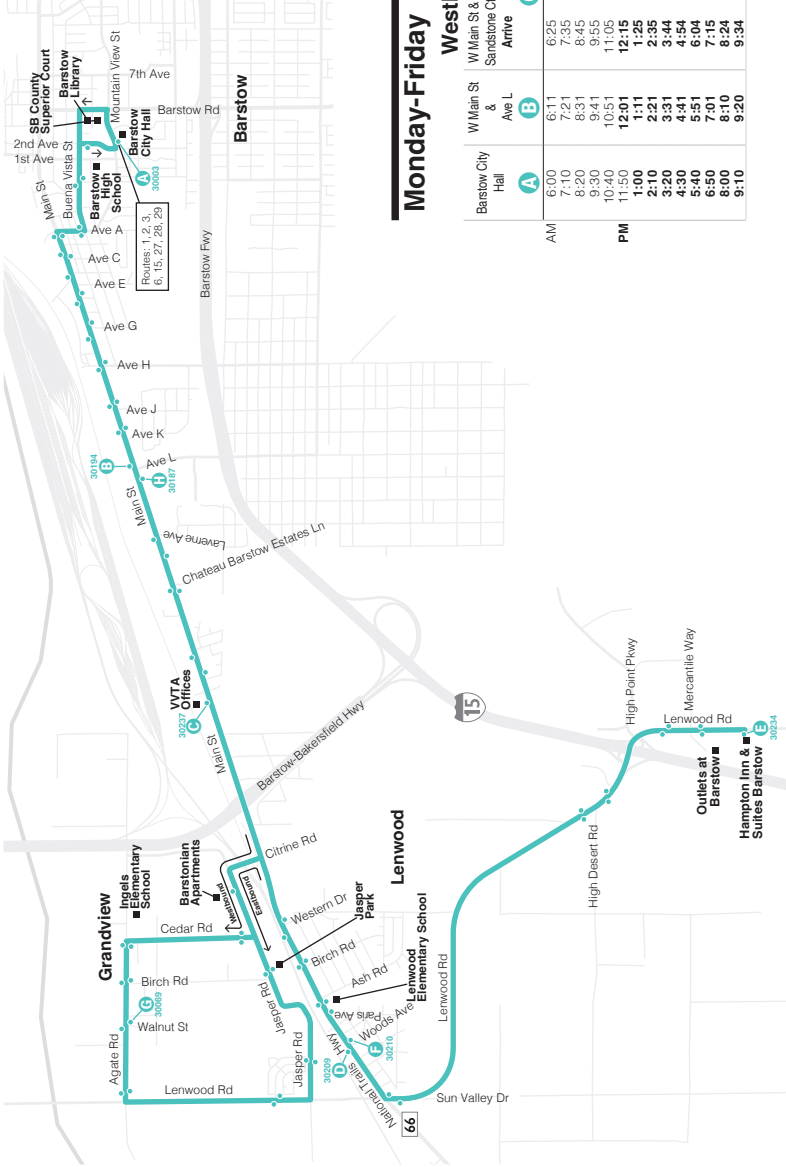 Main St
Buena Vista St
2nd Ave
1st Ave
SB County
Superior Court
Barstow
Library
Mountain View St
7th Ave
Barstow Rd
Barstow
Barstow
City Hall
Barstow
High
School
A
30003
Routes: 1, 2, 3,
6, 15, 27, 28, 29
Ave A
Ave C
Ave E
Ave G
Ave H
Ave J
Ave K
Ave L
30194
B
H
30187
Main St
Barstow Fwy
Laverne Ave
Chateau Barstow Estates Ln
VVTA
Offices
30237
C
Main St
Barstow-Bakersfield Hwy
15
Citrine Rd
Westbound
Eastbound
Barstonian
Apartments
Ingels
Elementary
School
Grandview
Cedar Rd
Birch Rd
G
30069
Walnut St
Agate Rd
Lenwood Rd
Jasper Rd
Jasper Rd
Jasper
Park
Lenwood
Western Dr
Birch Rd
Ash Rd
Lenwood
Elementary School
Paris Ave
Woods Ave
F
30210
30209
D
National Trails Hwy
66
Sun Valley Dr
Lenwood Rd
High Desert Rd
High Point Pkwy
Mercantile Way
Lenwood Rd
Outlets at
Barstow
Hampton Inn &
Suites Barstow
E
30234
Monday-Friday
Barstow City Hall W Main St & Ave L W Main St & Sandstone Ct Arrive
A B
AM 6:00 6:11 6:25
7:10 7:21 7:35
8:20 8:31 8:45
9:30 9:41 9:55
10:40 10:51 11:05
PM 11:50 12:01 12:15
1:00 1:11 1:25
2:10 2:21 2:35
3:20 3:31 3:44
4:30 4:41 4:54
5:40 5:51 6:04
6:50 7:01 7:15
8:00 8:10 8:24
9:10 9:20 9:34